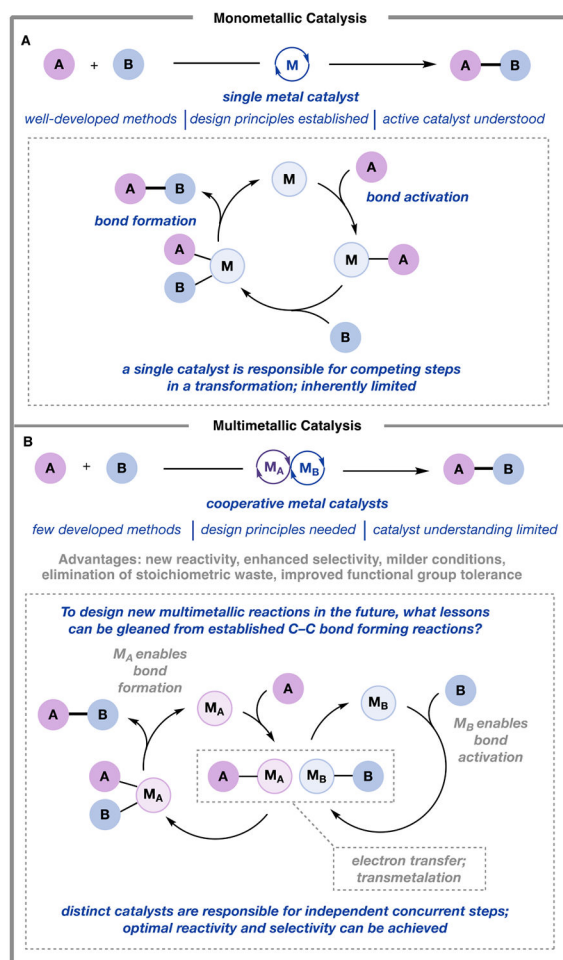 Monometallic Catalysis
A
A + B M A B
single metal catalyst
well-developed methods | design principles established | active catalyst understood
M
A
A B
bond formation
bond activation
A
B
M
M A
B
a single catalyst is responsible for competing steps
in a transformation; inherently limited
Multimetallic Catalysis
B
A + B MA MB A B
cooperative metal catalysts
few developed methods | design principles needed | catalyst understanding limited
Advantages: new reactivity, enhanced selectivity, milder conditions,
elimination of stoichiometric waste, improved functional group tolerance
To design new multimetallic reactions in the future, what lessons
can be gleaned from established C–C bond forming reactions?
MA enables
bond
formation
A B
MA
A
MB
B
MB enables
bond
activation
A
B
MA
A MA MB B
electron transfer;
transmetalation
distinct catalysts are responsible for independent concurrent steps;
optimal reactivity and selectivity can be achieved